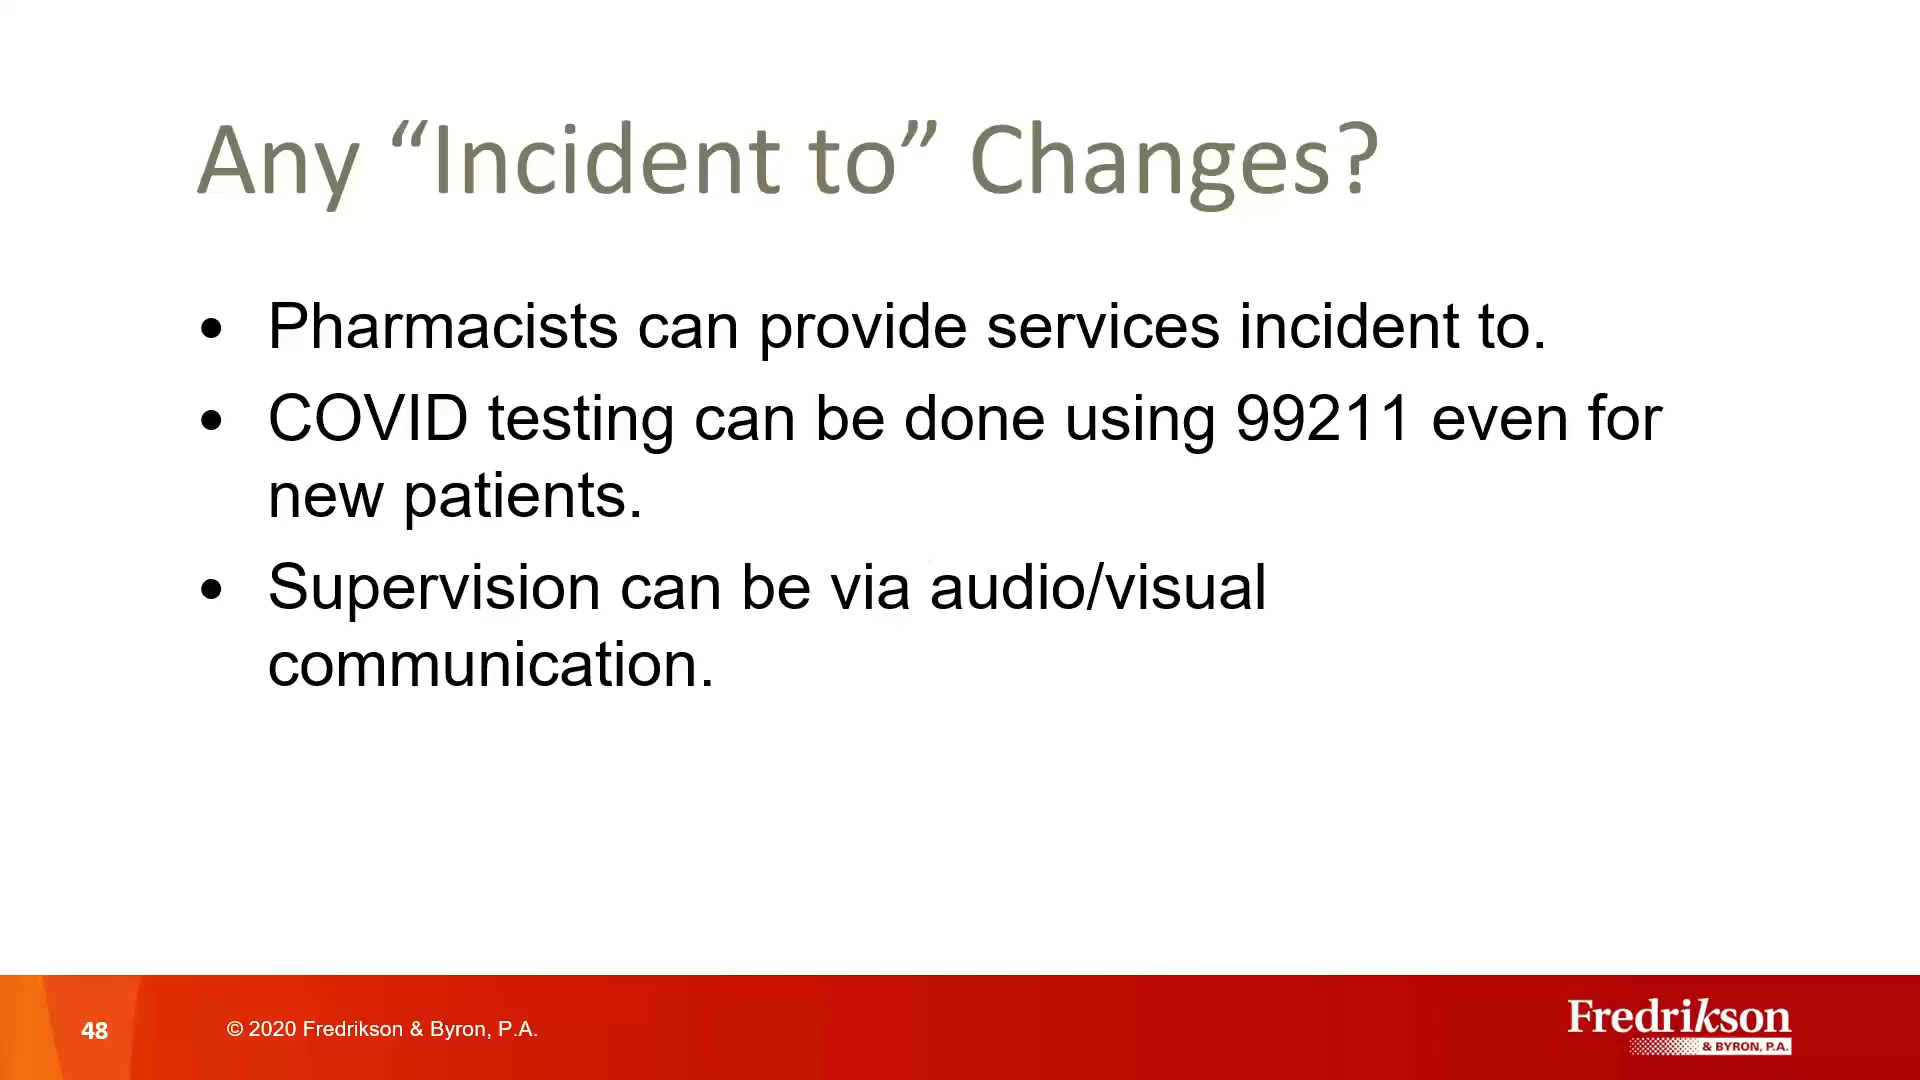 Any “Incident to” Changes?
• Pharmacists can provide services incident to.
• COVID testing can be done using 99211 even for
new patients.
• Supervision can be via audio/visual
communication.
48
© 2020 Fredrikson & Byron, P.A.
Fredrikson
& BYRON, P.A.